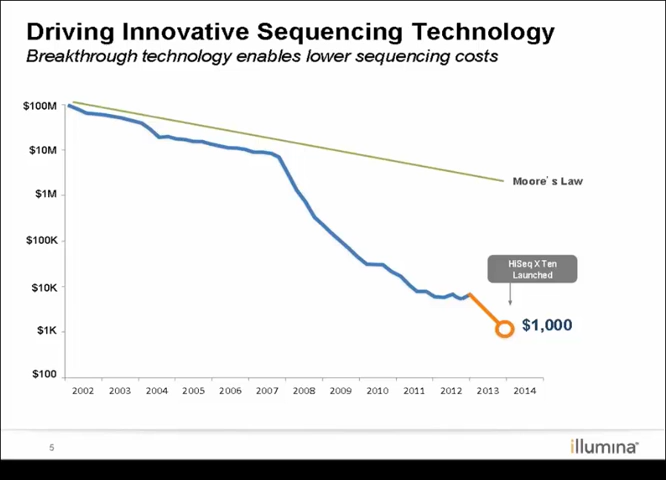 Driving Innovative Sequencing Technology
Breakthrough technology enables lower sequencing costs
$100M
$10M
$1M
$100K
$10K
$1K
$100
Moore's Law
HiSeq X Ten
Launched
$1,000
2002 2003 2004 2005 2006 2007 2008 2009 2010 2011 2012 2013 2014
5
illumina